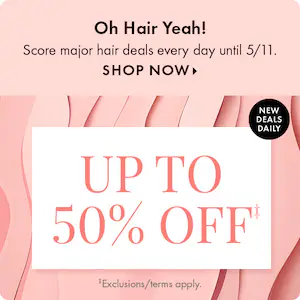 Oh Hair Yeah!
Score major hair deals every day until 5/11.
SHOP NOW
NEW
DEALS
DAILY
UP TO
50% OFF‡
‡Exclusions/terms apply.